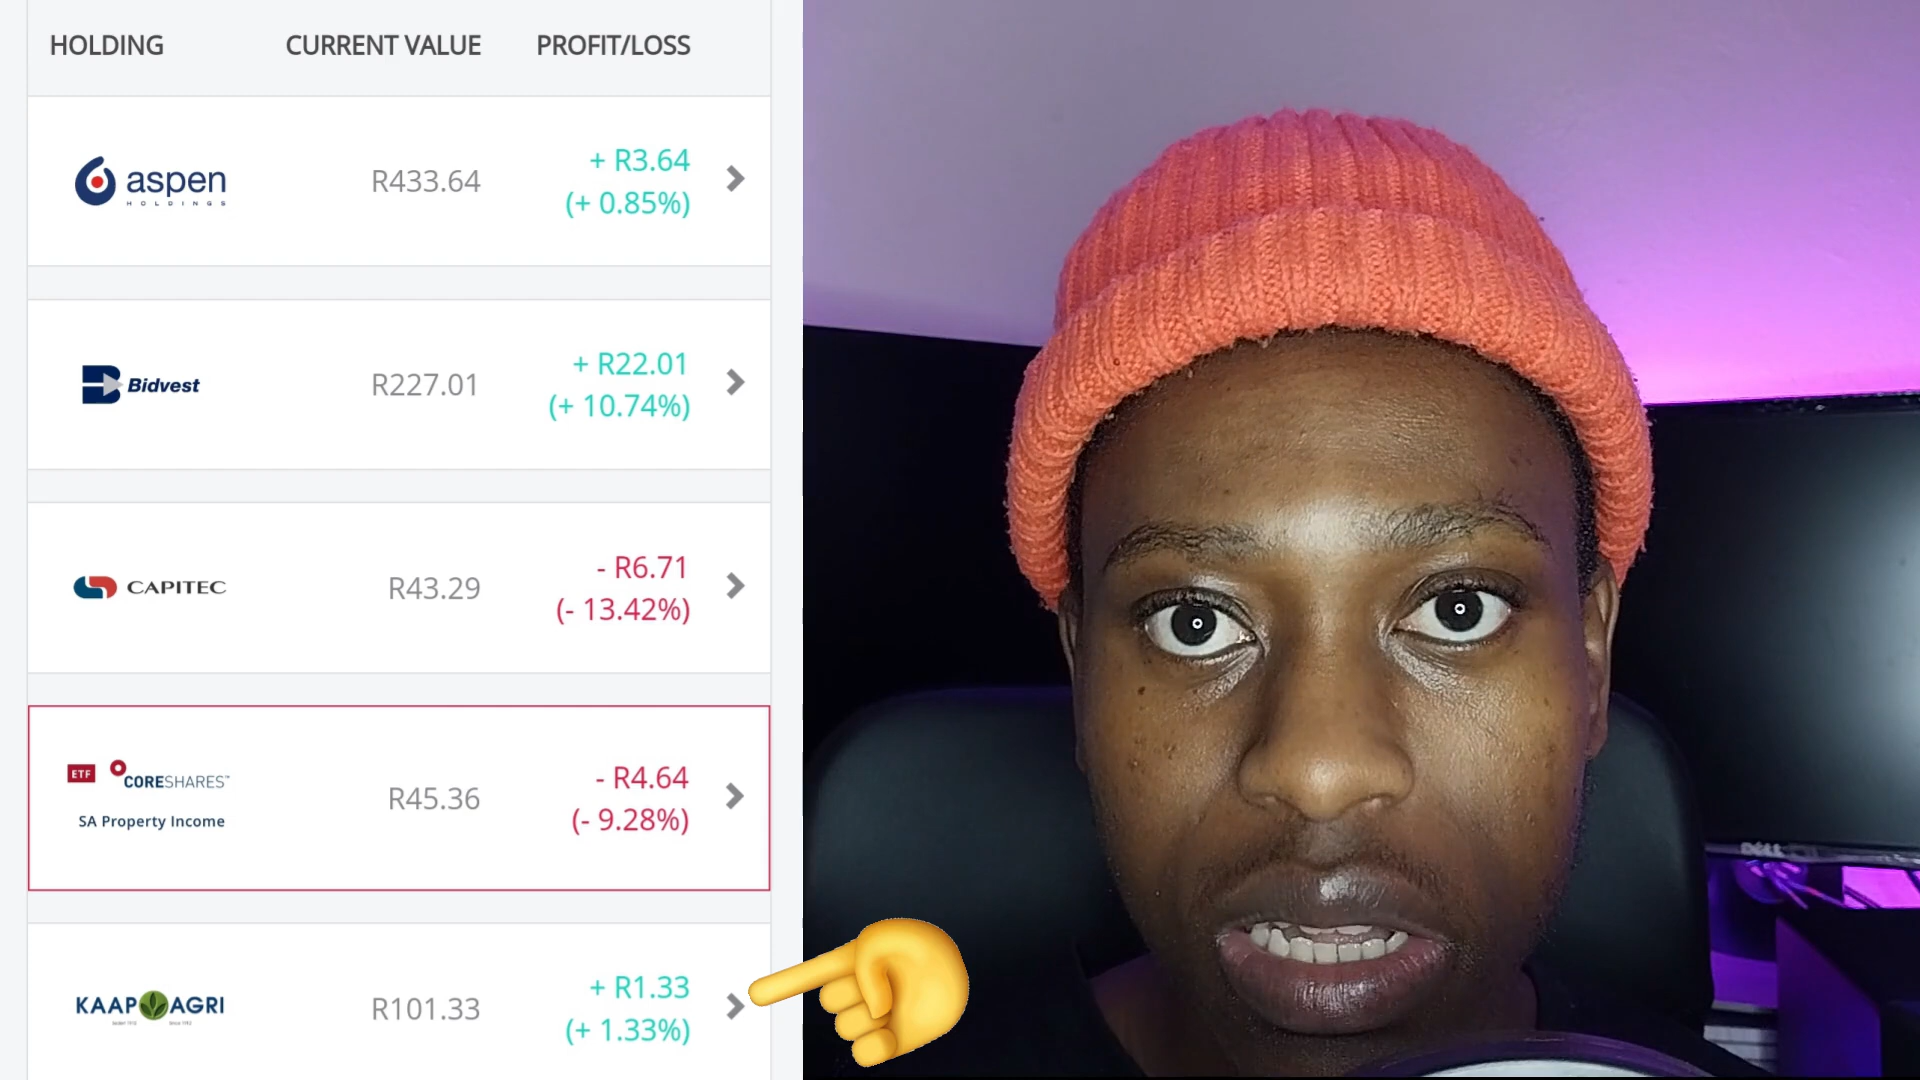 HOLDING CURRENT VALUE PROFIT/LOSS
aspen R433.64 + R3.64
HOLDINGS (+ 0.85%)
Bidvest R227.01 + R22.01
(+ 10.74%)
CAPITEC R43.29 - R6.71
(- 13.42%)
ETF CORESHARES™ R45.36 - R4.64
SA Property Income (- 9.28%)
KAAP AGRI R101.33 + R1.33
(+ 1.33%)
DELL